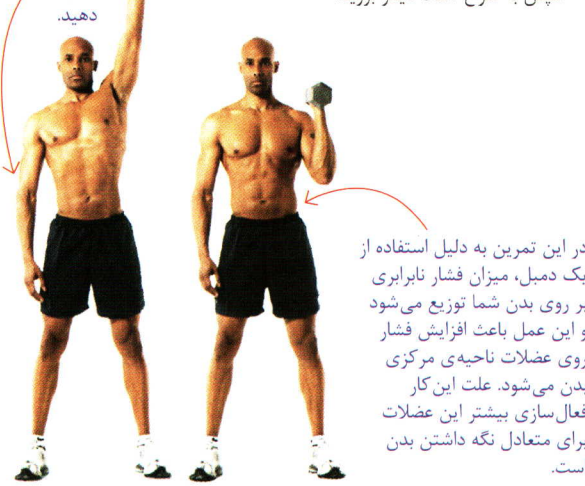 دهید.
در این تمرین به دلیل استفاده از
یک دمبل، میزان فشار نابرابری
بر روی بدن شما توزیع می‌شود
و این عمل باعث افزایش فشار
روی عضلات ناحیه‌ی مرکزی
بدن می‌شود. علت این کار
فعال‌سازی بیشتر این عضلات
برای متعادل نگه داشتن بدن
است.